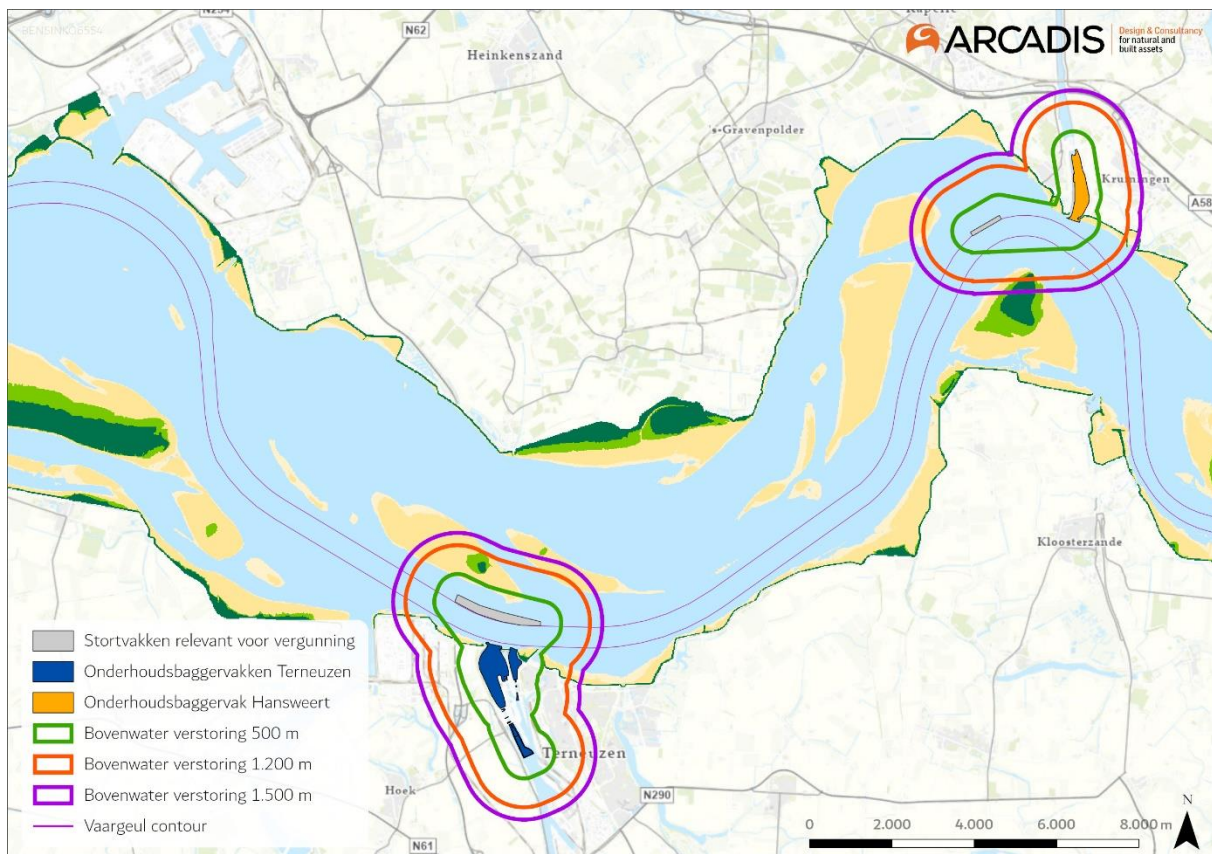 N254
N62
Kapelle
BENSINKO6554
Heinkenszand
ARCADIS
Design & Consultancy
for natural and
built assets
's-Gravenpolder
Kruiningen
A58
Kloosterzande
Stortvakken relevant voor vergunning
Onderhoudsbaggervakken Terneuzen
Onderhoudsbaggervak Hansweert
Bovenwater verstoring 500 m
Bovenwater verstoring 1.200 m
Bovenwater verstoring 1.500 m
Vaargeul contour
Terneuzen
Hoek
N290
N61
N
0 2.000 4.000 6.000 8.000 m